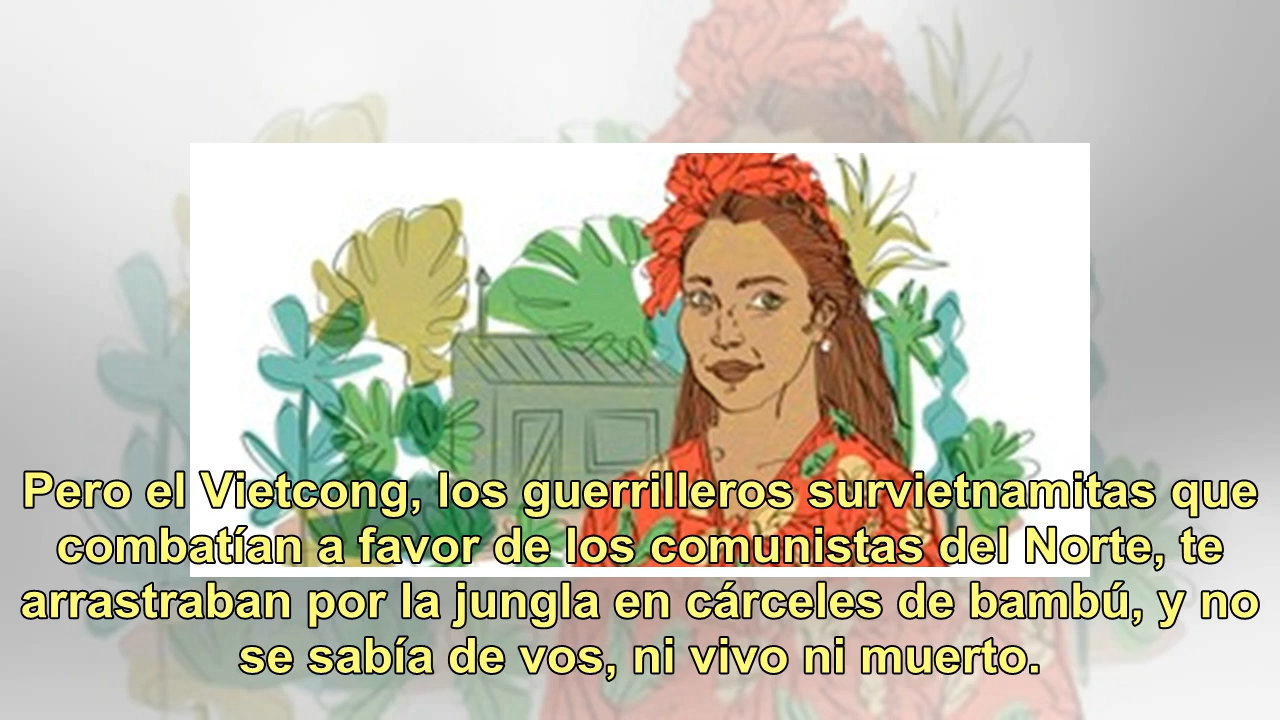 Pero el Vietcong, los guerrilleros survietnamitas que
combatían a favor de los comunistas del Norte, te
arrastraban por la jungla en cárceles de bambú, y no
se sabía de vos, ni vivo ni muerto.